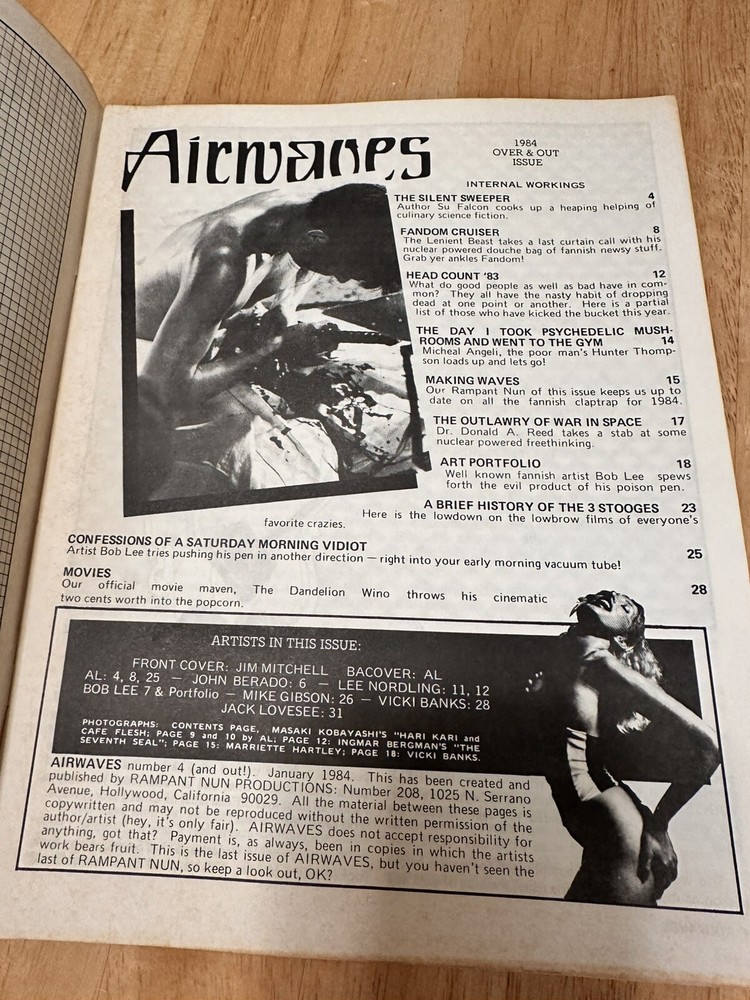 Airwaves
1984
OVER & OUT
ISSUE
INTERNAL WORKINGS
THE SILENT SWEEPER 4
Author Su Falcon cooks up a heaping helping of
culinary science fiction.
FANDOM CRUISER 8
The Lenient Beast takes a last curtain call with his
nuclear powered douche bag of fannish newsy stuff.
Grab yer ankles Fandom!
HEAD COUNT '83 12
What do good people as well as bad have in com-
mon? They all have the nasty habit of dropping
dead at one point or another. Here is a partial
list of those who have kicked the bucket this year.
THE DAY I TOOK PSYCHEDELIC MUSH-
ROOMS AND WENT TO THE GYM 14
Micheal Angeli, the poor man's Hunter Thomp-
son loads up and lets go!
MAKING WAVES 15
Our Rampant Nun of this issue keeps us up to
date on all the fannish claptrap for 1984.
THE OUTLAWRY OF WAR IN SPACE 17
Dr. Donald A. Reed takes a stab at some
nuclear powered freethinking.
ART PORTFOLIO 18
Well known fannish artist Bob Lee spews
forth the evil product of his poison pen.
A BRIEF HISTORY OF THE 3 STOOGES 23
Here is the lowdown on the lowbrow films of everyone's
favorite crazies.
CONFESSIONS OF A SATURDAY MORNING VIDIOT 25
Artist Bob Lee tries pushing his pen in another direction — right into your early morning vacuum tube!
MOVIES 28
Our official movie maven, The Dandelion Wino throws his cinematic
two cents worth into the popcorn.
ARTISTS IN THIS ISSUE:
FRONT COVER: JIM MITCHELL BACOVER: AL
AL: 4, 8, 25 — JOHN BERADO: 6 — LEE NORDLING: 11, 12
BOB LEE 7 & Portfolio — MIKE GIBSON: 26 — VICKI BANKS: 28
JACK LOVESEE: 31
PHOTOGRAPHS: CONTENTS PAGE, MASAKI KOBAYASHI'S "HARI KARI and
CAFE FLESH; PAGE 9 and 10 by AL; PAGE 12: INGMAR BERGMAN'S "THE
SEVENTH SEAL"; PAGE 15: MARRIETTE HARTLEY; PAGE 18: VICKI BANKS.
AIRWAVES number 4 (and out!). January 1984. This has been created and
published by RAMPANT NUN PRODUCTIONS: Number 208, 1025 N. Serrano
Avenue, Hollywood, California 90029. All the material between these pages is
copywritten and may not be reproduced without the written permission of the
author/artist (hey, it's only fair). AIRWAVES does not accept responsibility for
anything, got that? Payment is, as always, been in copies in which the artists
work bears fruit. This is the last issue of AIRWAVES, but you haven't seen the
last of RAMPANT NUN, so keep a look out, OK?